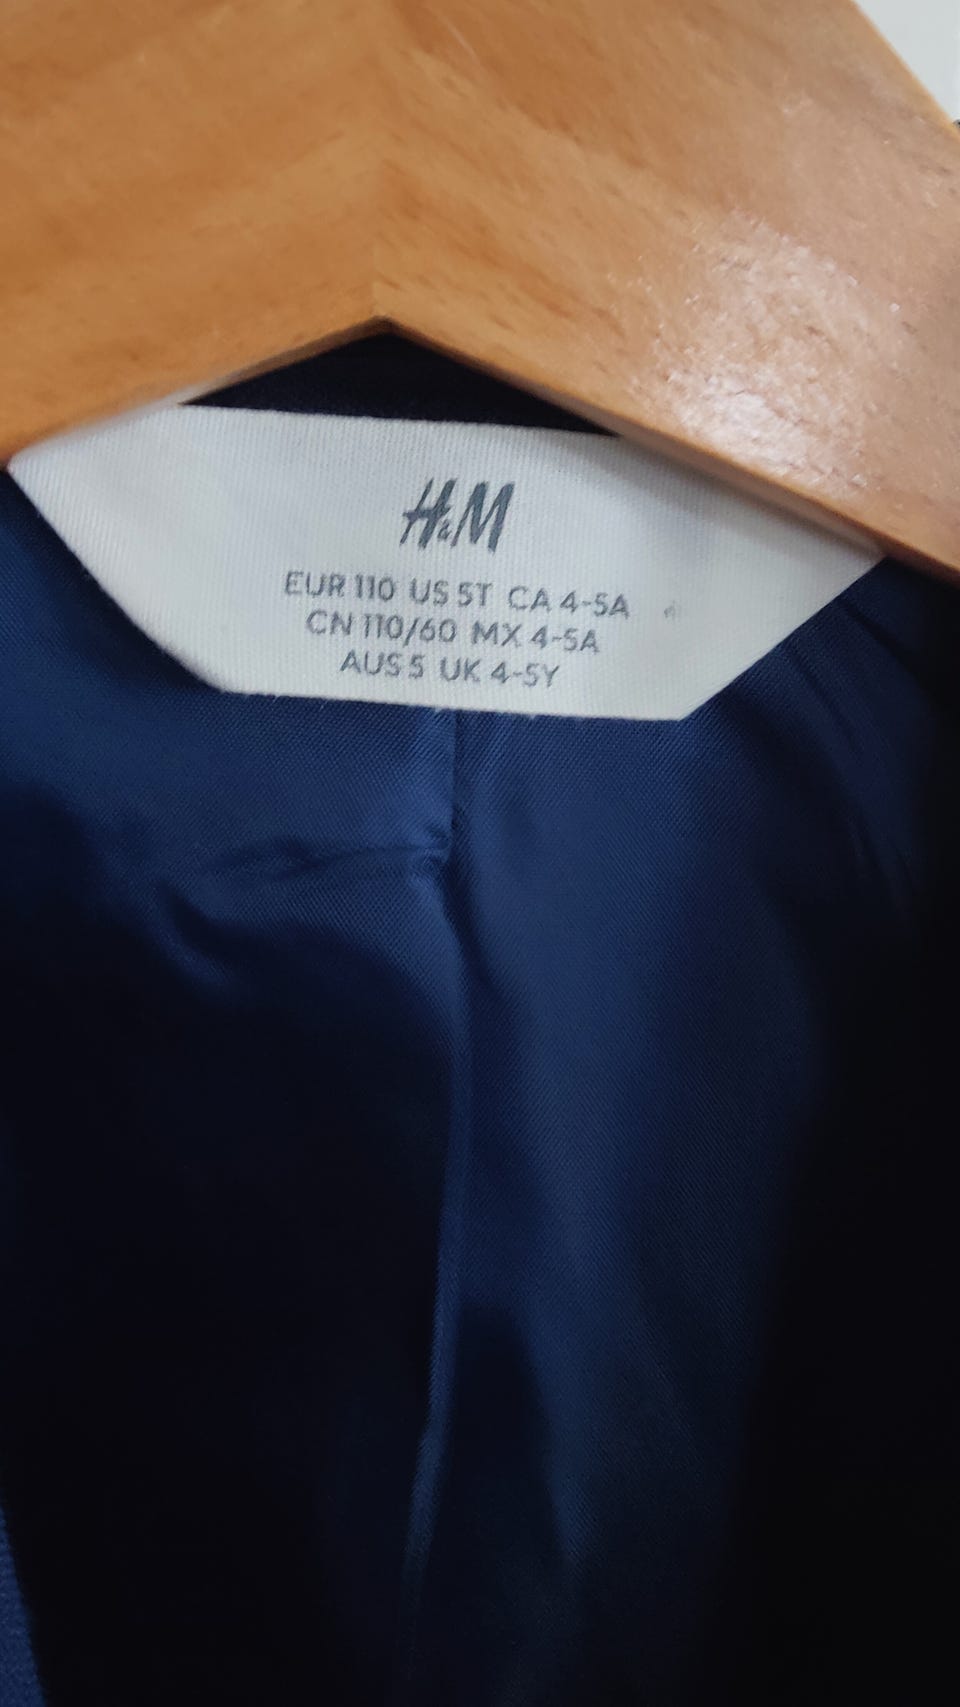 H&M
EUR 110 US 5T CA 4-5A
CN 110/60 MX 4-5A
AUS 5 UK 4-5Y